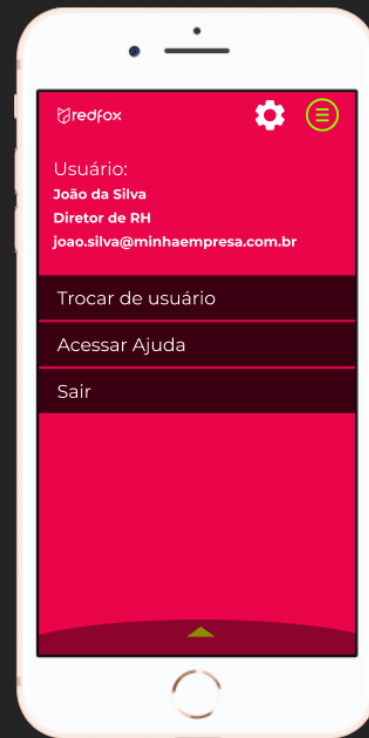 redfox
Usuário:
João da Silva
Diretor de RH
joao.silva@minhaempresa.com.br
Trocar de usuário
Acessar Ajuda
Sair